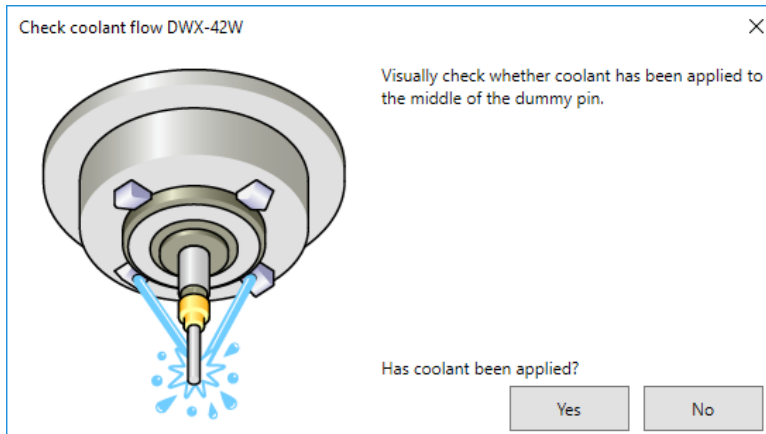 Check coolant flow DWX-42W
Visually check whether coolant has been applied to
the middle of the dummy pin.
Has coolant been applied?
Yes
No